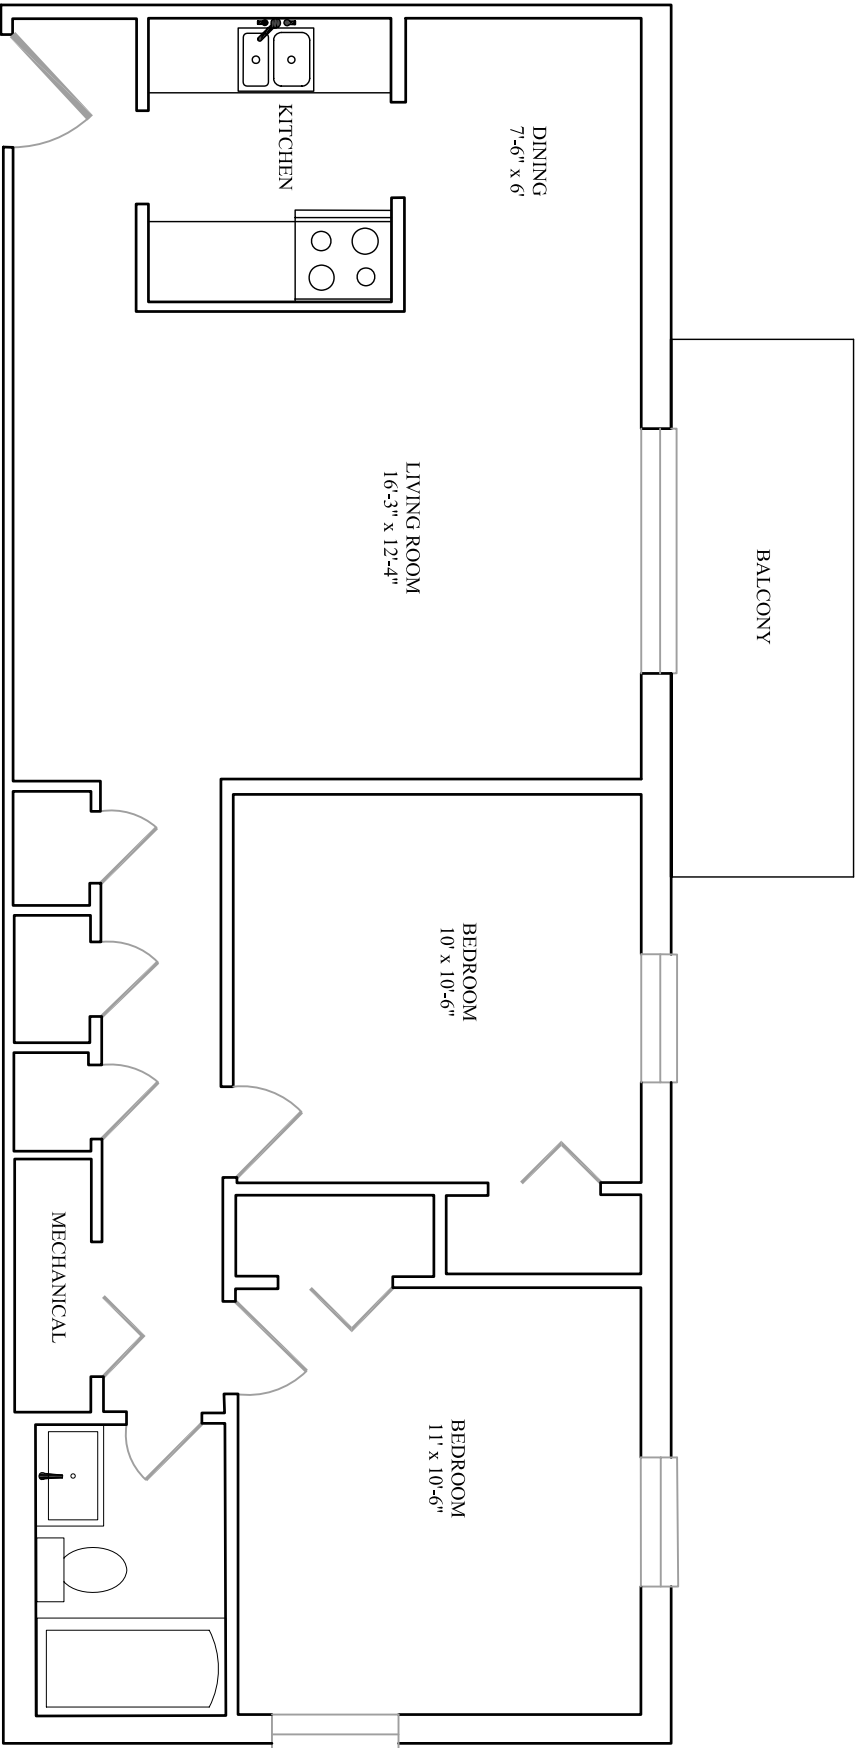 KITCHEN
DINING
7'-6" x 6'
LIVING ROOM
16'-3" x 12'-4"
BALCONY
BEDROOM
10' x 10'-6"
MECHANICAL
BEDROOM
11' x 10'-6"